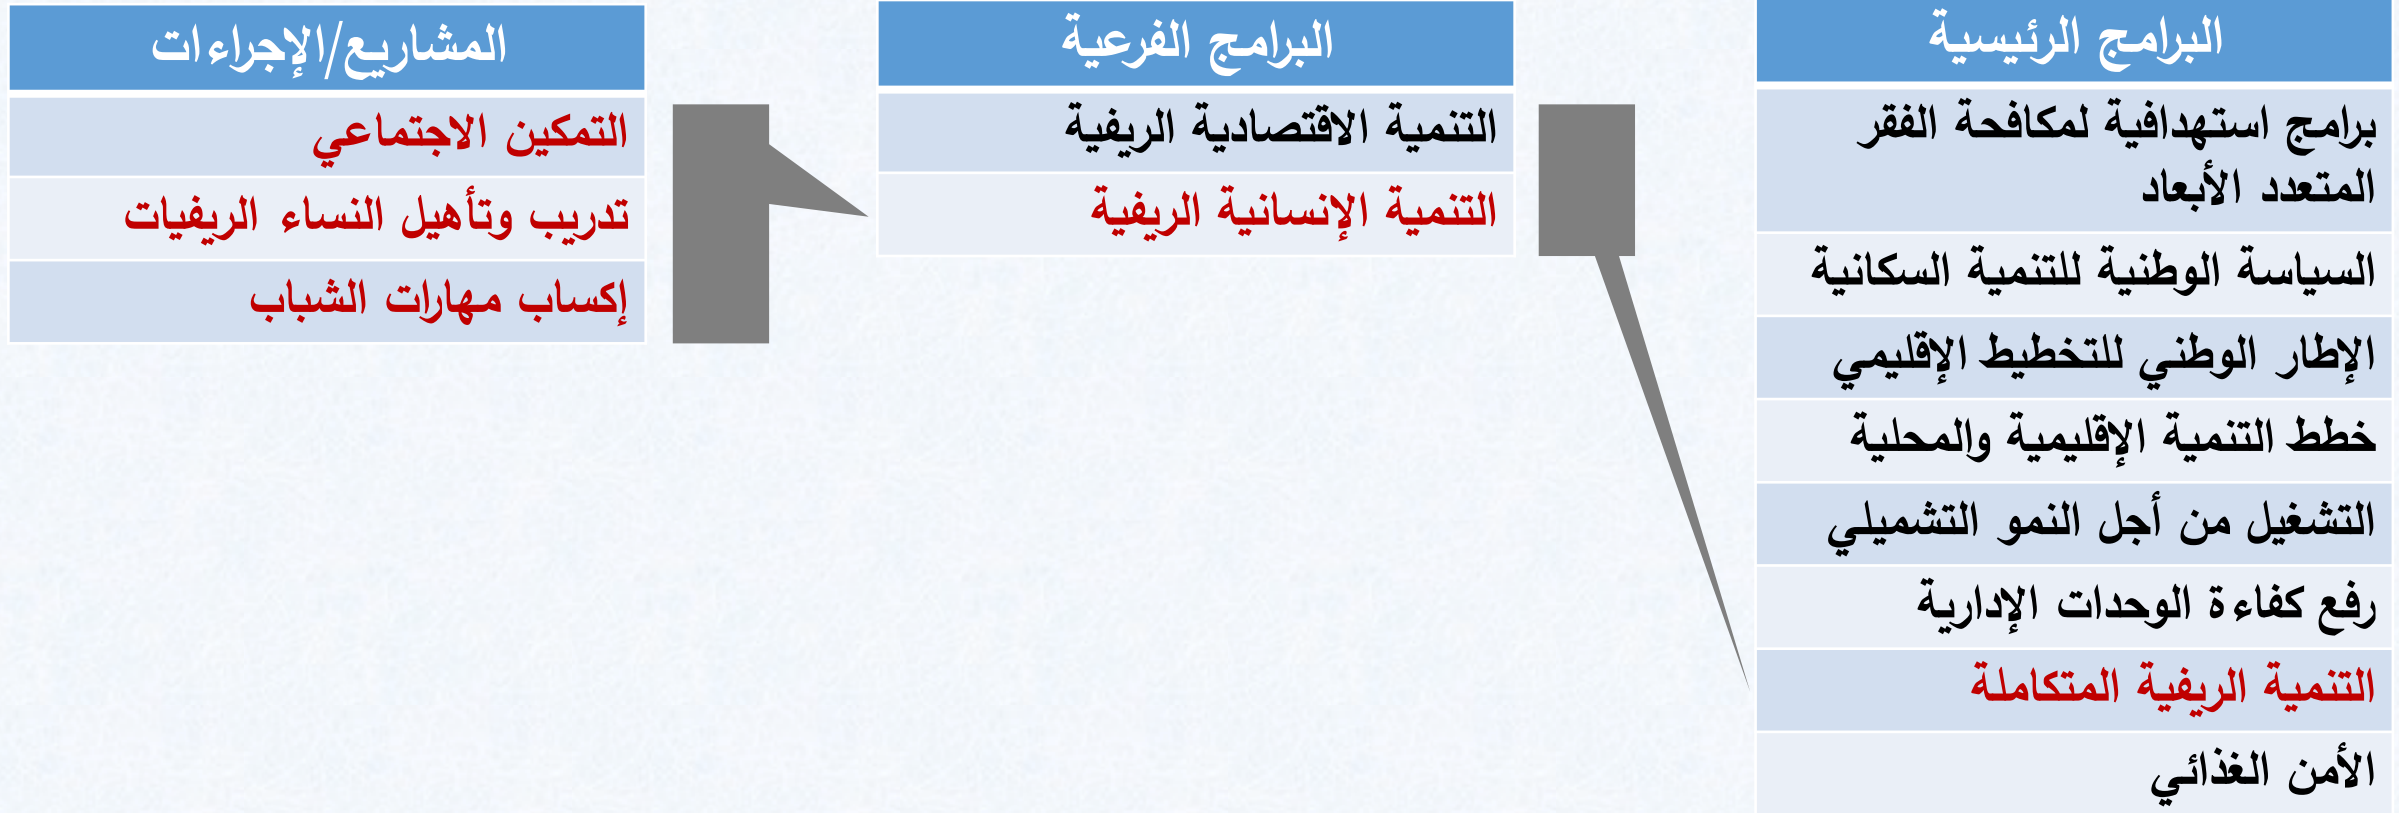 البرامج الرئيسية
برامج استهدافية لمكافحة الفقر
المتعدد الأبعاد
السياسة الوطنية للتنمية السكانية
الإطار الوطني للتخطيط الإقليمي
خطط التنمية الإقليمية والمحلية
التشغيل من أجل النمو التشميلي
رفع كفاءة الوحدات الإدارية
التنمية الريفية المتكاملة
الأمن الغذائي
البرامج الفرعية
التنمية الاقتصادية الريفية
التنمية الإنسانية الريفية
المشاريع/الإجراءات
التمكين الاجتماعي
تدريب وتأهيل النساء الريفيات
إكساب مهارات الشباب